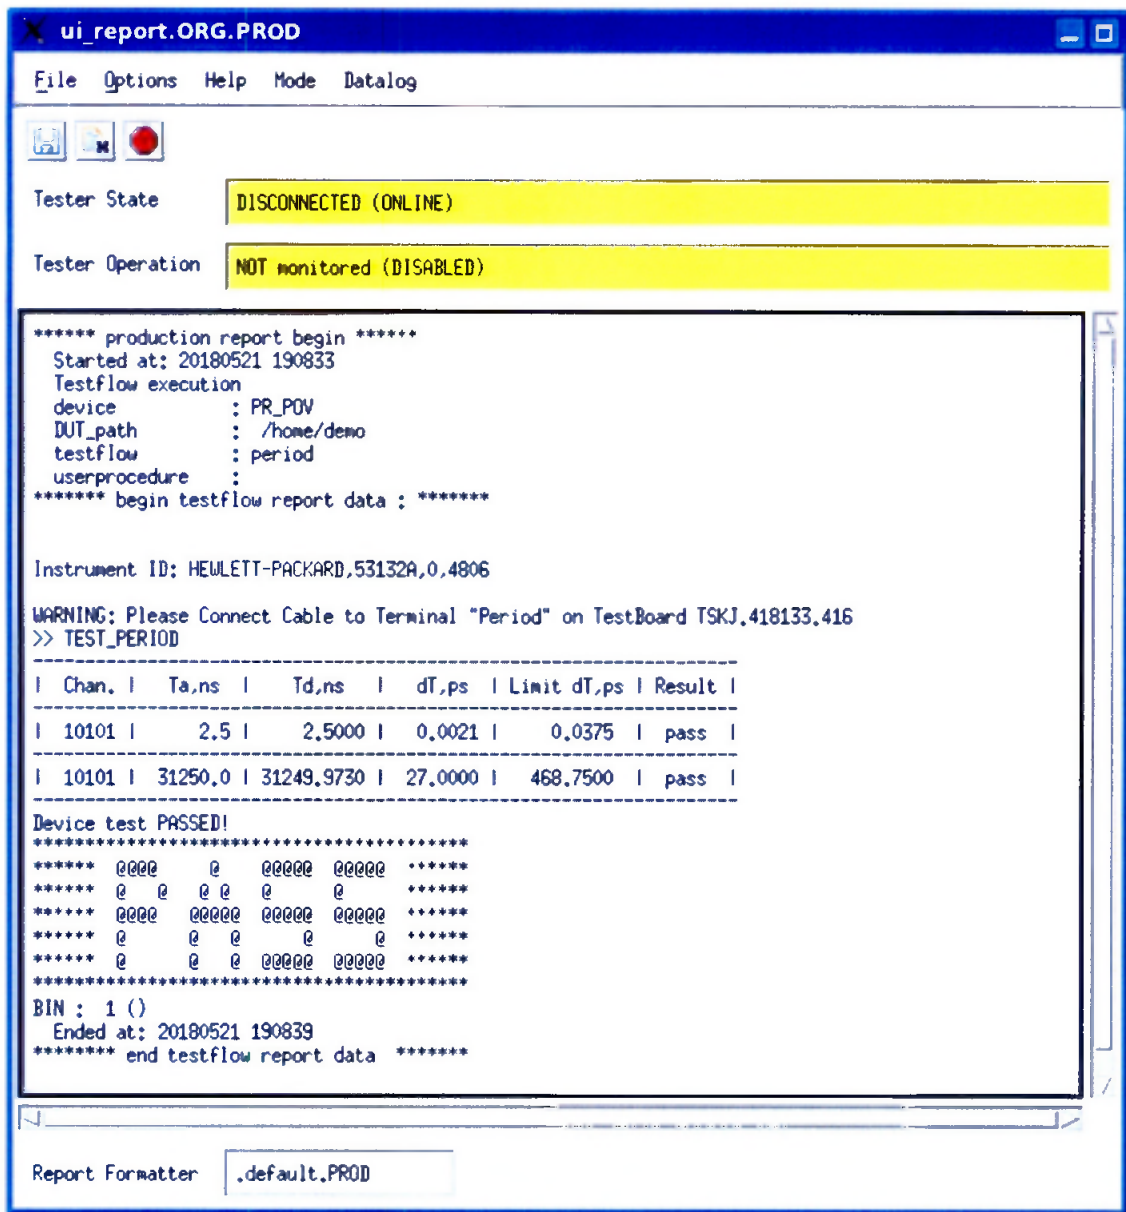 ui_report.ORG.PROD
File Options Help Mode Datalog
Tester State DISCONNECTED (ONLINE)
Tester Operation NOT monitored (DISABLED)
****** production report begin ******
Started at: 20180521 190833
Testflow execution
device : PR_POV
DUT_path : /home/demo
testflow : period
userprocedure :
******* begin testflow report data : *******
Instrument ID: HEWLETT-PACKARD,53132A,0,4806
WARNING: Please Connect Cable to Terminal "Period" on TestBoard TSKJ.418133.416
>> TEST_PERIOD
--------------------------------------------------------------------
| Chan. | Ta,ns | Td,ns | dT,ps | Limit dT,ps | Result |
--------------------------------------------------------------------
| 10101 | 2.5 | 2.5000 | 0.0021 | 0.0375 | pass |
--------------------------------------------------------------------
| 10101 | 31250.0 | 31249.9730 | 27.0000 | 468.7500 | pass |
--------------------------------------------------------------------
Device test PASSED!
******************************************
****** @@@@     @    @@@@@  @@@@@ ******
****** @   @   @ @   @      @     ******
****** @@@@   @@@@@  @@@@@  @@@@@ ******
****** @      @   @      @      @ ******
****** @      @   @  @@@@@  @@@@@ ******
******************************************
BIN : 1 ()
Ended at: 20180521 190839
******** end testflow report data *******
Report Formatter .default.PROD